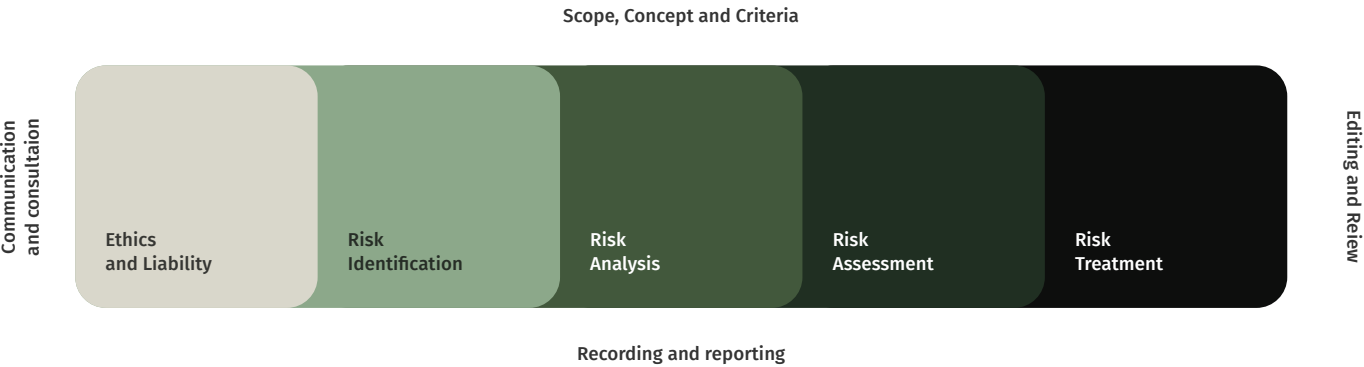 Scope, Concept and Criteria
Communication
and consultaion
Ethics
and Liability
Risk
Identification
Risk
Analysis
Risk
Assessment
Risk
Treatment
Editing and Reiew
Recording and reporting